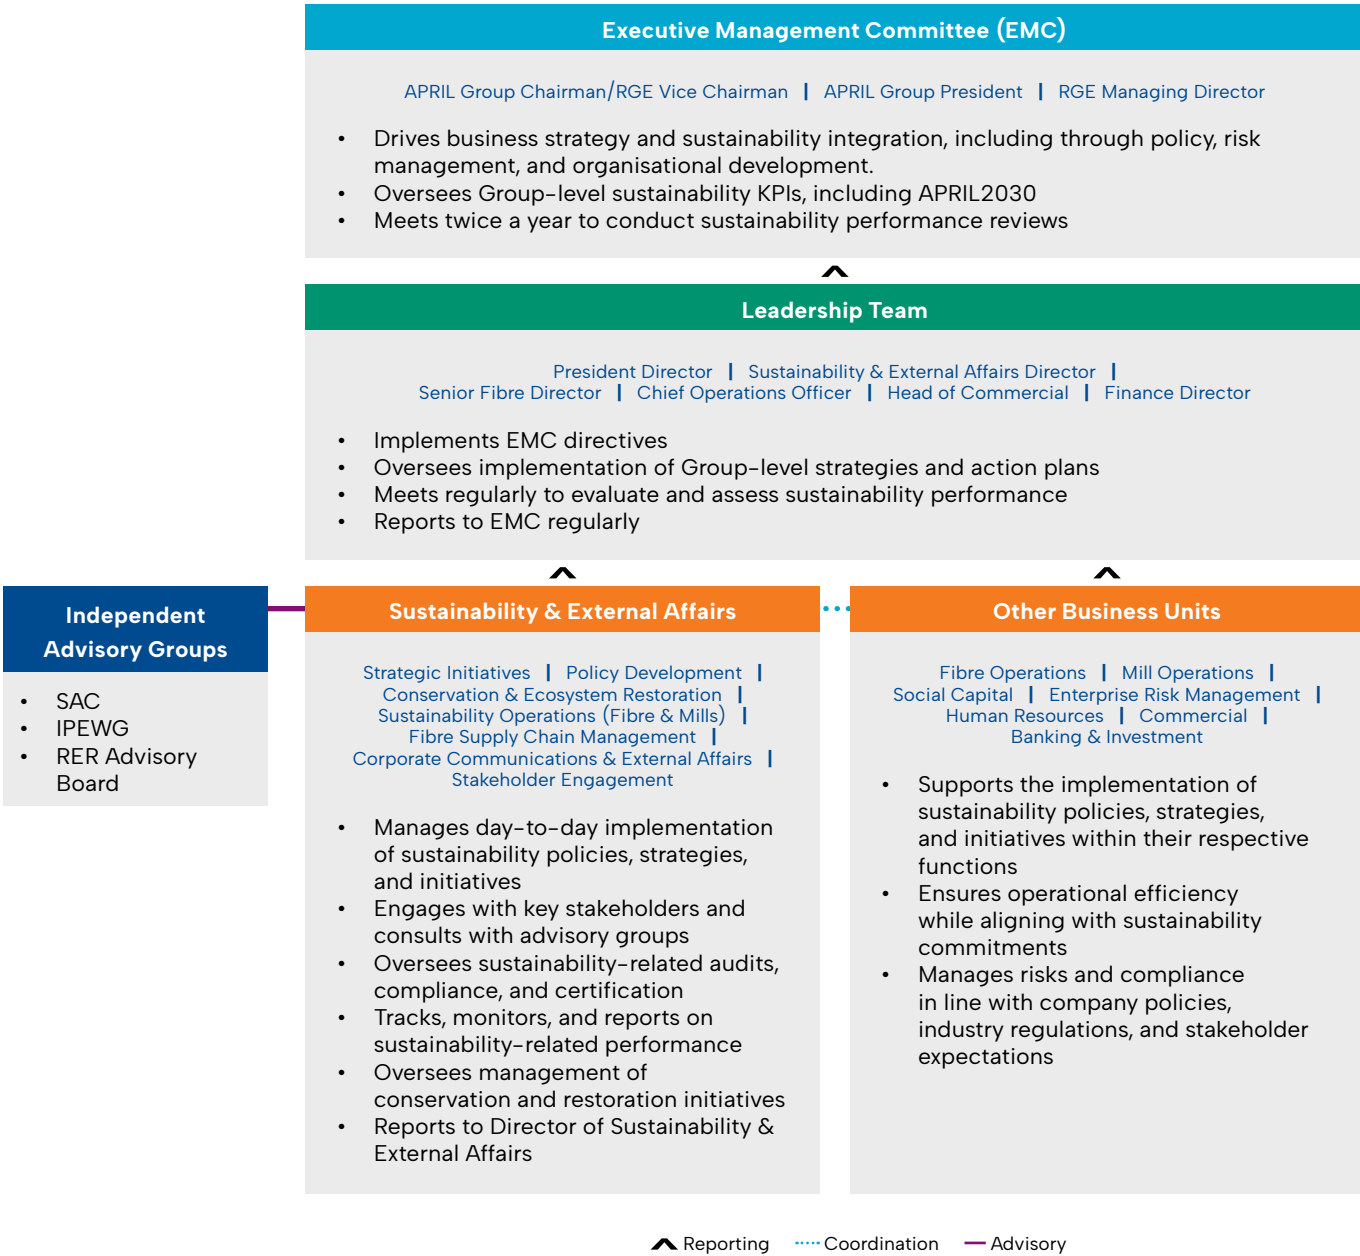 Executive Management Committee (EMC)
APRIL Group Chairman/RGE Vice Chairman | APRIL Group President | RGE Managing Director
• Drives business strategy and sustainability integration, including through policy, risk
management, and organisational development.
• Oversees Group-level sustainability KPIs, including APRIL2030
• Meets twice a year to conduct sustainability performance reviews
Leadership Team
President Director | Sustainability & External Affairs Director |
Senior Fibre Director | Chief Operations Officer | Head of Commercial | Finance Director
• Implements EMC directives
• Oversees implementation of Group-level strategies and action plans
• Meets regularly to evaluate and assess sustainability performance
• Reports to EMC regularly
Independent
Advisory Groups
• SAC
• IPEWG
• RER Advisory
Board
Sustainability & External Affairs
Strategic Initiatives | Policy Development |
Conservation & Ecosystem Restoration |
Sustainability Operations (Fibre & Mills) |
Fibre Supply Chain Management |
Corporate Communications & External Affairs |
Stakeholder Engagement
• Manages day-to-day implementation
of sustainability policies, strategies,
and initiatives
• Engages with key stakeholders and
consults with advisory groups
• Oversees sustainability-related audits,
compliance, and certification
• Tracks, monitors, and reports on
sustainability-related performance
• Oversees management of
conservation and restoration initiatives
• Reports to Director of Sustainability &
External Affairs
Other Business Units
Fibre Operations | Mill Operations |
Social Capital | Enterprise Risk Management |
Human Resources | Commercial |
Banking & Investment
• Supports the implementation of
sustainability policies, strategies,
and initiatives within their respective
functions
• Ensures operational efficiency
while aligning with sustainability
commitments
• Manages risks and compliance
in line with company policies,
industry regulations, and stakeholder
expectations
Reporting Coordination Advisory